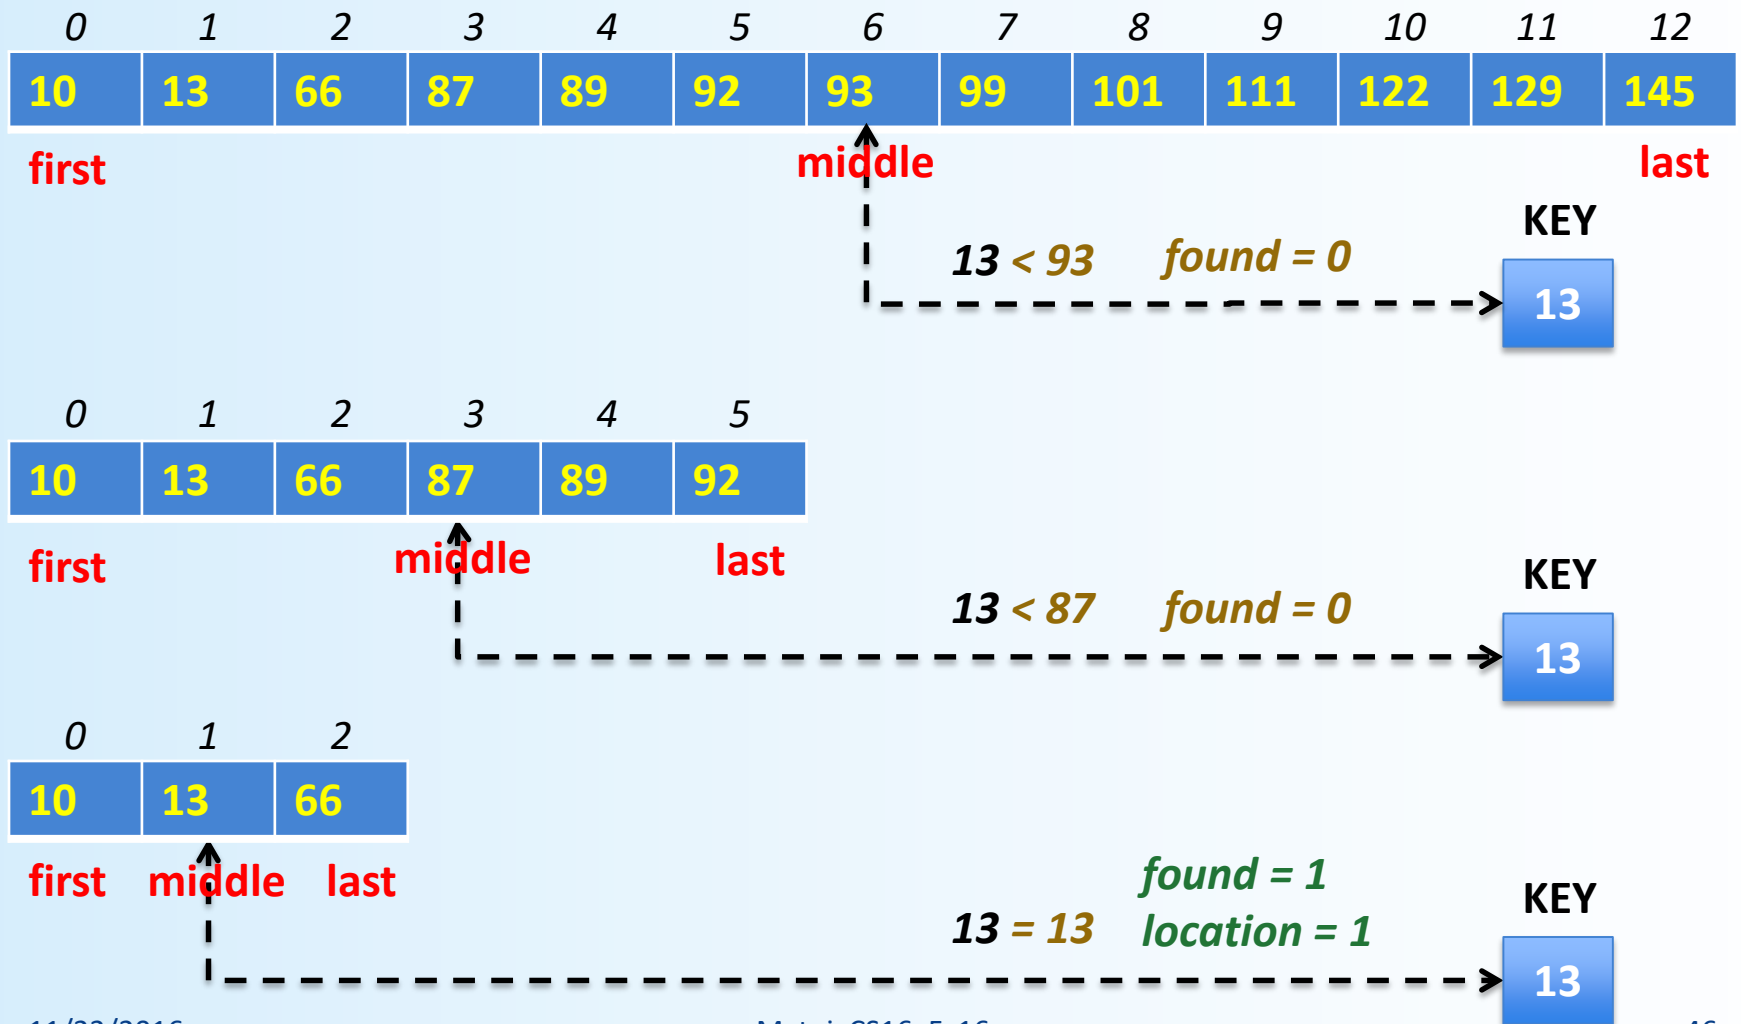 0 1 2 3 4 5 6 7 8 9 10 11 12
10 13 66 87 89 92 93 99 101 111 122 129 145
first middle last
KEY
13 < 93 found = 0
13
0 1 2 3 4 5
10 13 66 87 89 92
first middle last
KEY
13 < 87 found = 0
13
0 1 2
10 13 66
first middle last
found = 1
KEY
13 = 13 location = 1
13